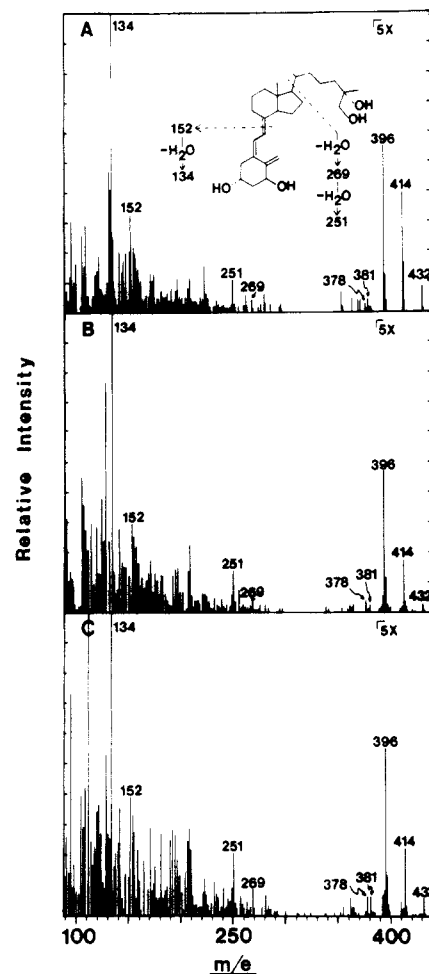 A
134
5X
OH
OH
152
-H₂O
134
HO
OH
-H₂O
269
-H₂O
251
396
152
414
251
269
378
381
432
B
134
5X
396
152
251
269
414
378
381
432
C
134
5X
396
152
251
269
414
378
381
432
Relative Intensity
100
250
400
m/e